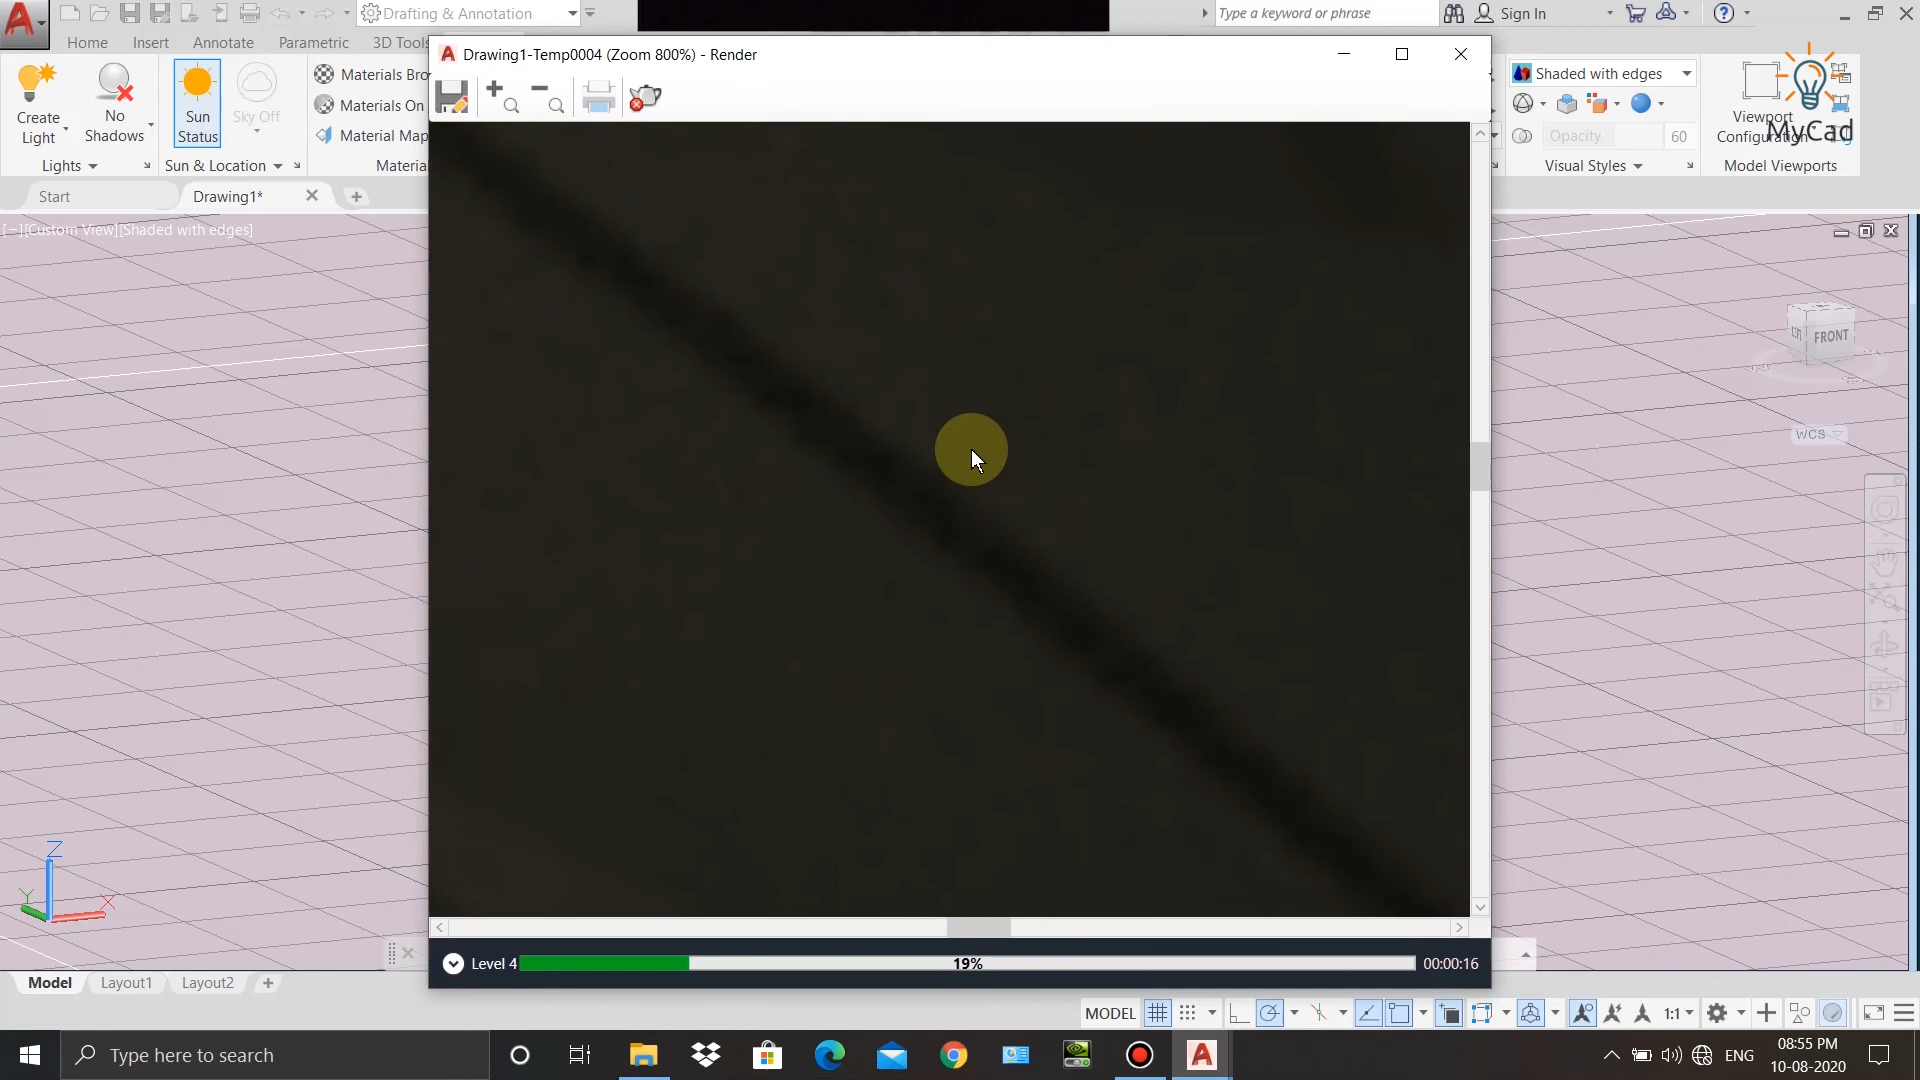 Drafting & Annotation
Type a keyword or phrase
Sign In
Home
Insert
Annotate
Parametric
3D Tools
Drawing1-Temp0004 (Zoom 800%) - Render
Create Light
No Shadows
Sun Status
Sky Off
Materials Bro
Materials On
Material Map
Shaded with edges
Opacity
60
Viewport Configuration
MyCad
Lights
Sun & Location
Materia
Visual Styles
Model Viewports
Start
Drawing1*
[−][Custom View][Shaded with edges]
FRONT
WCS
Z
Y
X
Level 4
19%
00:00:16
Model
Layout1
Layout2
MODEL
1:1
Type here to search
ENG
08:55 PM
10-08-2020